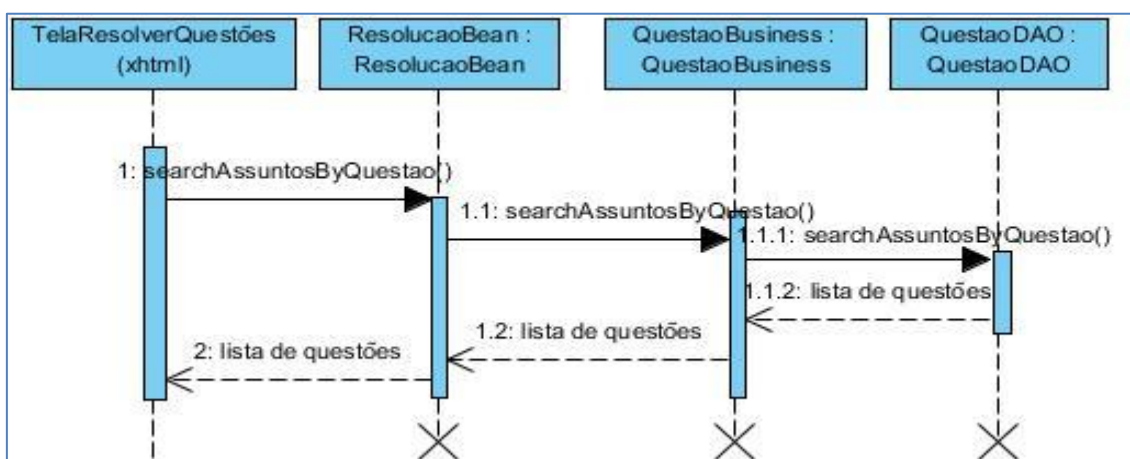 TelaResolverQuestões
(xhtml)
ResolucaoBean :
ResolucaoBean
QuestaoBusiness :
QuestaoBusiness
QuestaoDAO :
QuestaoDAO
1: searchAssuntosByQuestao()
1.1: searchAssuntosByQuestao()
1.1.1: searchAssuntosByQuestao()
1.1.2: lista de questões
1.2: lista de questões
2: lista de questões